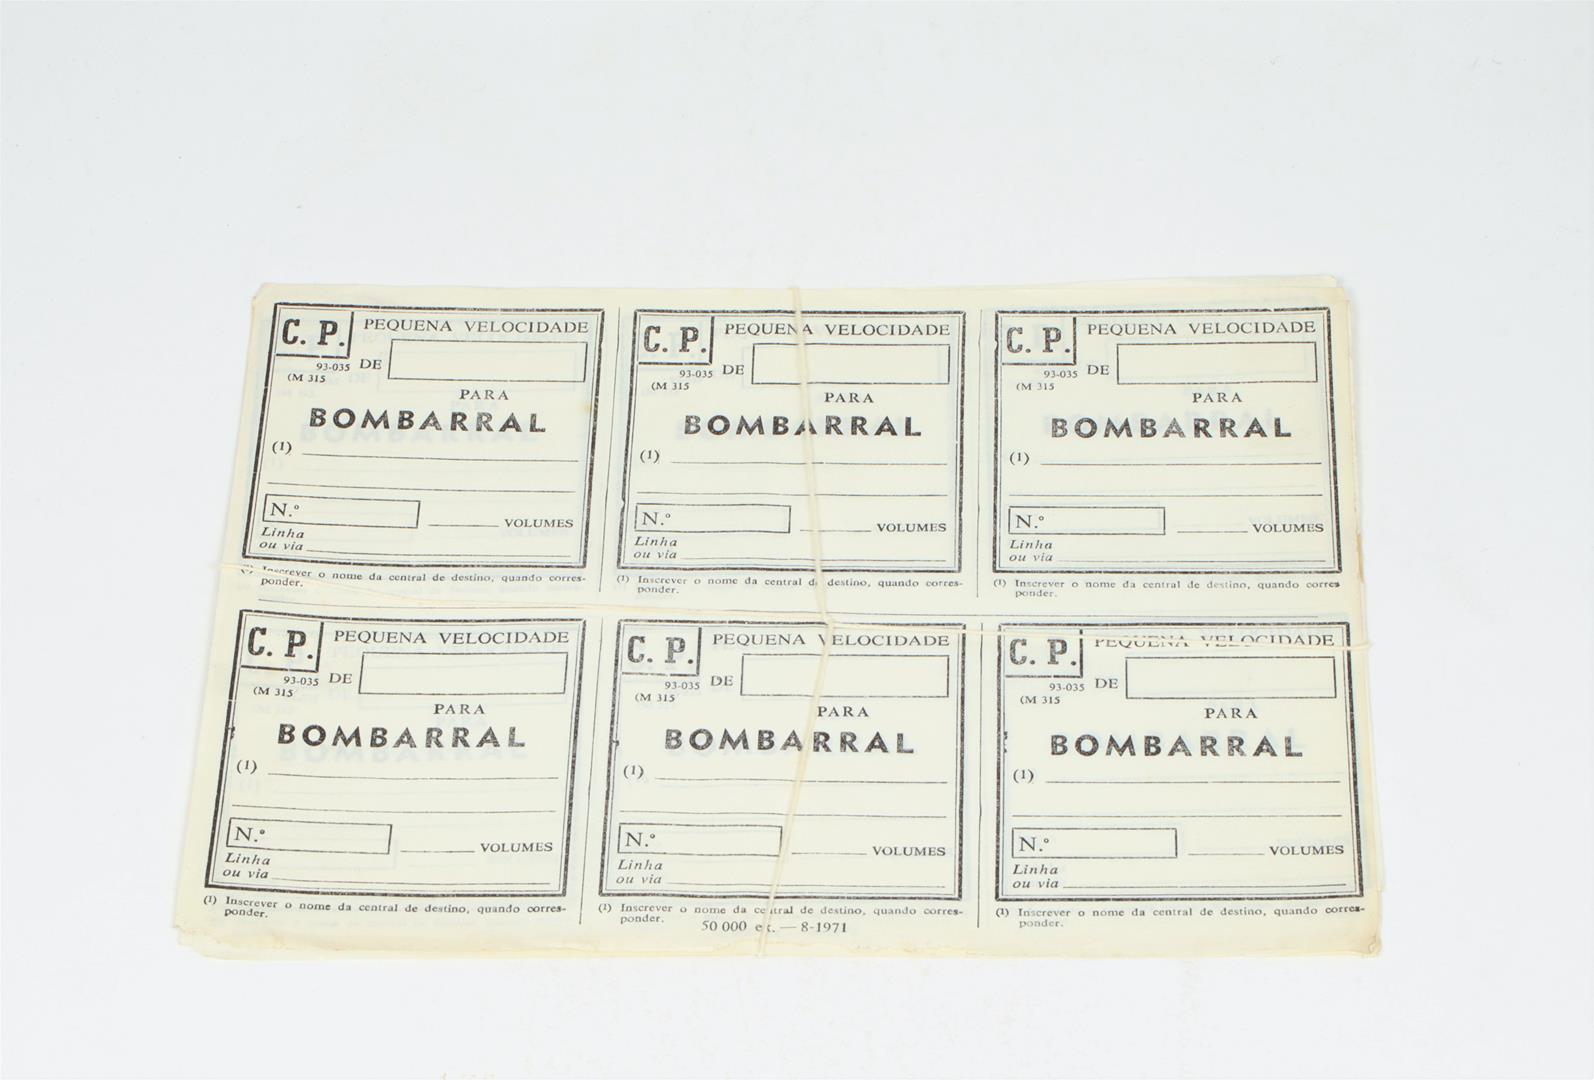 C. P. PEQUENA VELOCIDADE
93-035 DE
(M 315
PARA
BOMBARRAL
(1)
N.º VOLUMES
Linha
ou via
(1) Inscrever o nome da central de destino, quando corres-
ponder.
C. P. PEQUENA VELOCIDADE
93-035 DE
(M 315
PARA
BOMBARRAL
(1)
N.º VOLUMES
Linha
ou via
(1) Inscrever o nome da central de destino, quando corres-
ponder.
C. P. PEQUENA VELOCIDADE
93-035 DE
(M 315
PARA
BOMBARRAL
(1)
N.º VOLUMES
Linha
ou via
(1) Inscrever o nome da central de destino, quando corres
ponder.
C. P. PEQUENA VELOCIDADE
93-035 DE
(M 315
PARA
BOMBARRAL
(1)
N.º VOLUMES
Linha
ou via
(1) Inscrever o nome da central de destino, quando corres-
ponder.
C. P. PEQUENA VELOCIDADE
93-035 DE
(M 315
PARA
BOMBARRAL
(1)
N.º VOLUMES
Linha
ou via
(1) Inscrever o nome da central de destino, quando corres-
ponder.
50 000 ex. — 8-1971
C. P. PEQUENA VELOCIDADE
93-035 DE
(M 315
PARA
BOMBARRAL
(1)
N.º VOLUMES
Linha
ou via
(1) Inscrever o nome da central de destino, quando corres-
ponder.